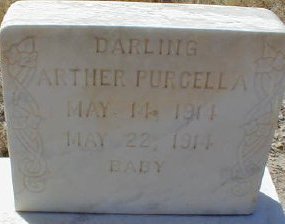 DARLING
ARTHER PURCELLA
MAY 14, 1914
MAY 22, 1914
BABY